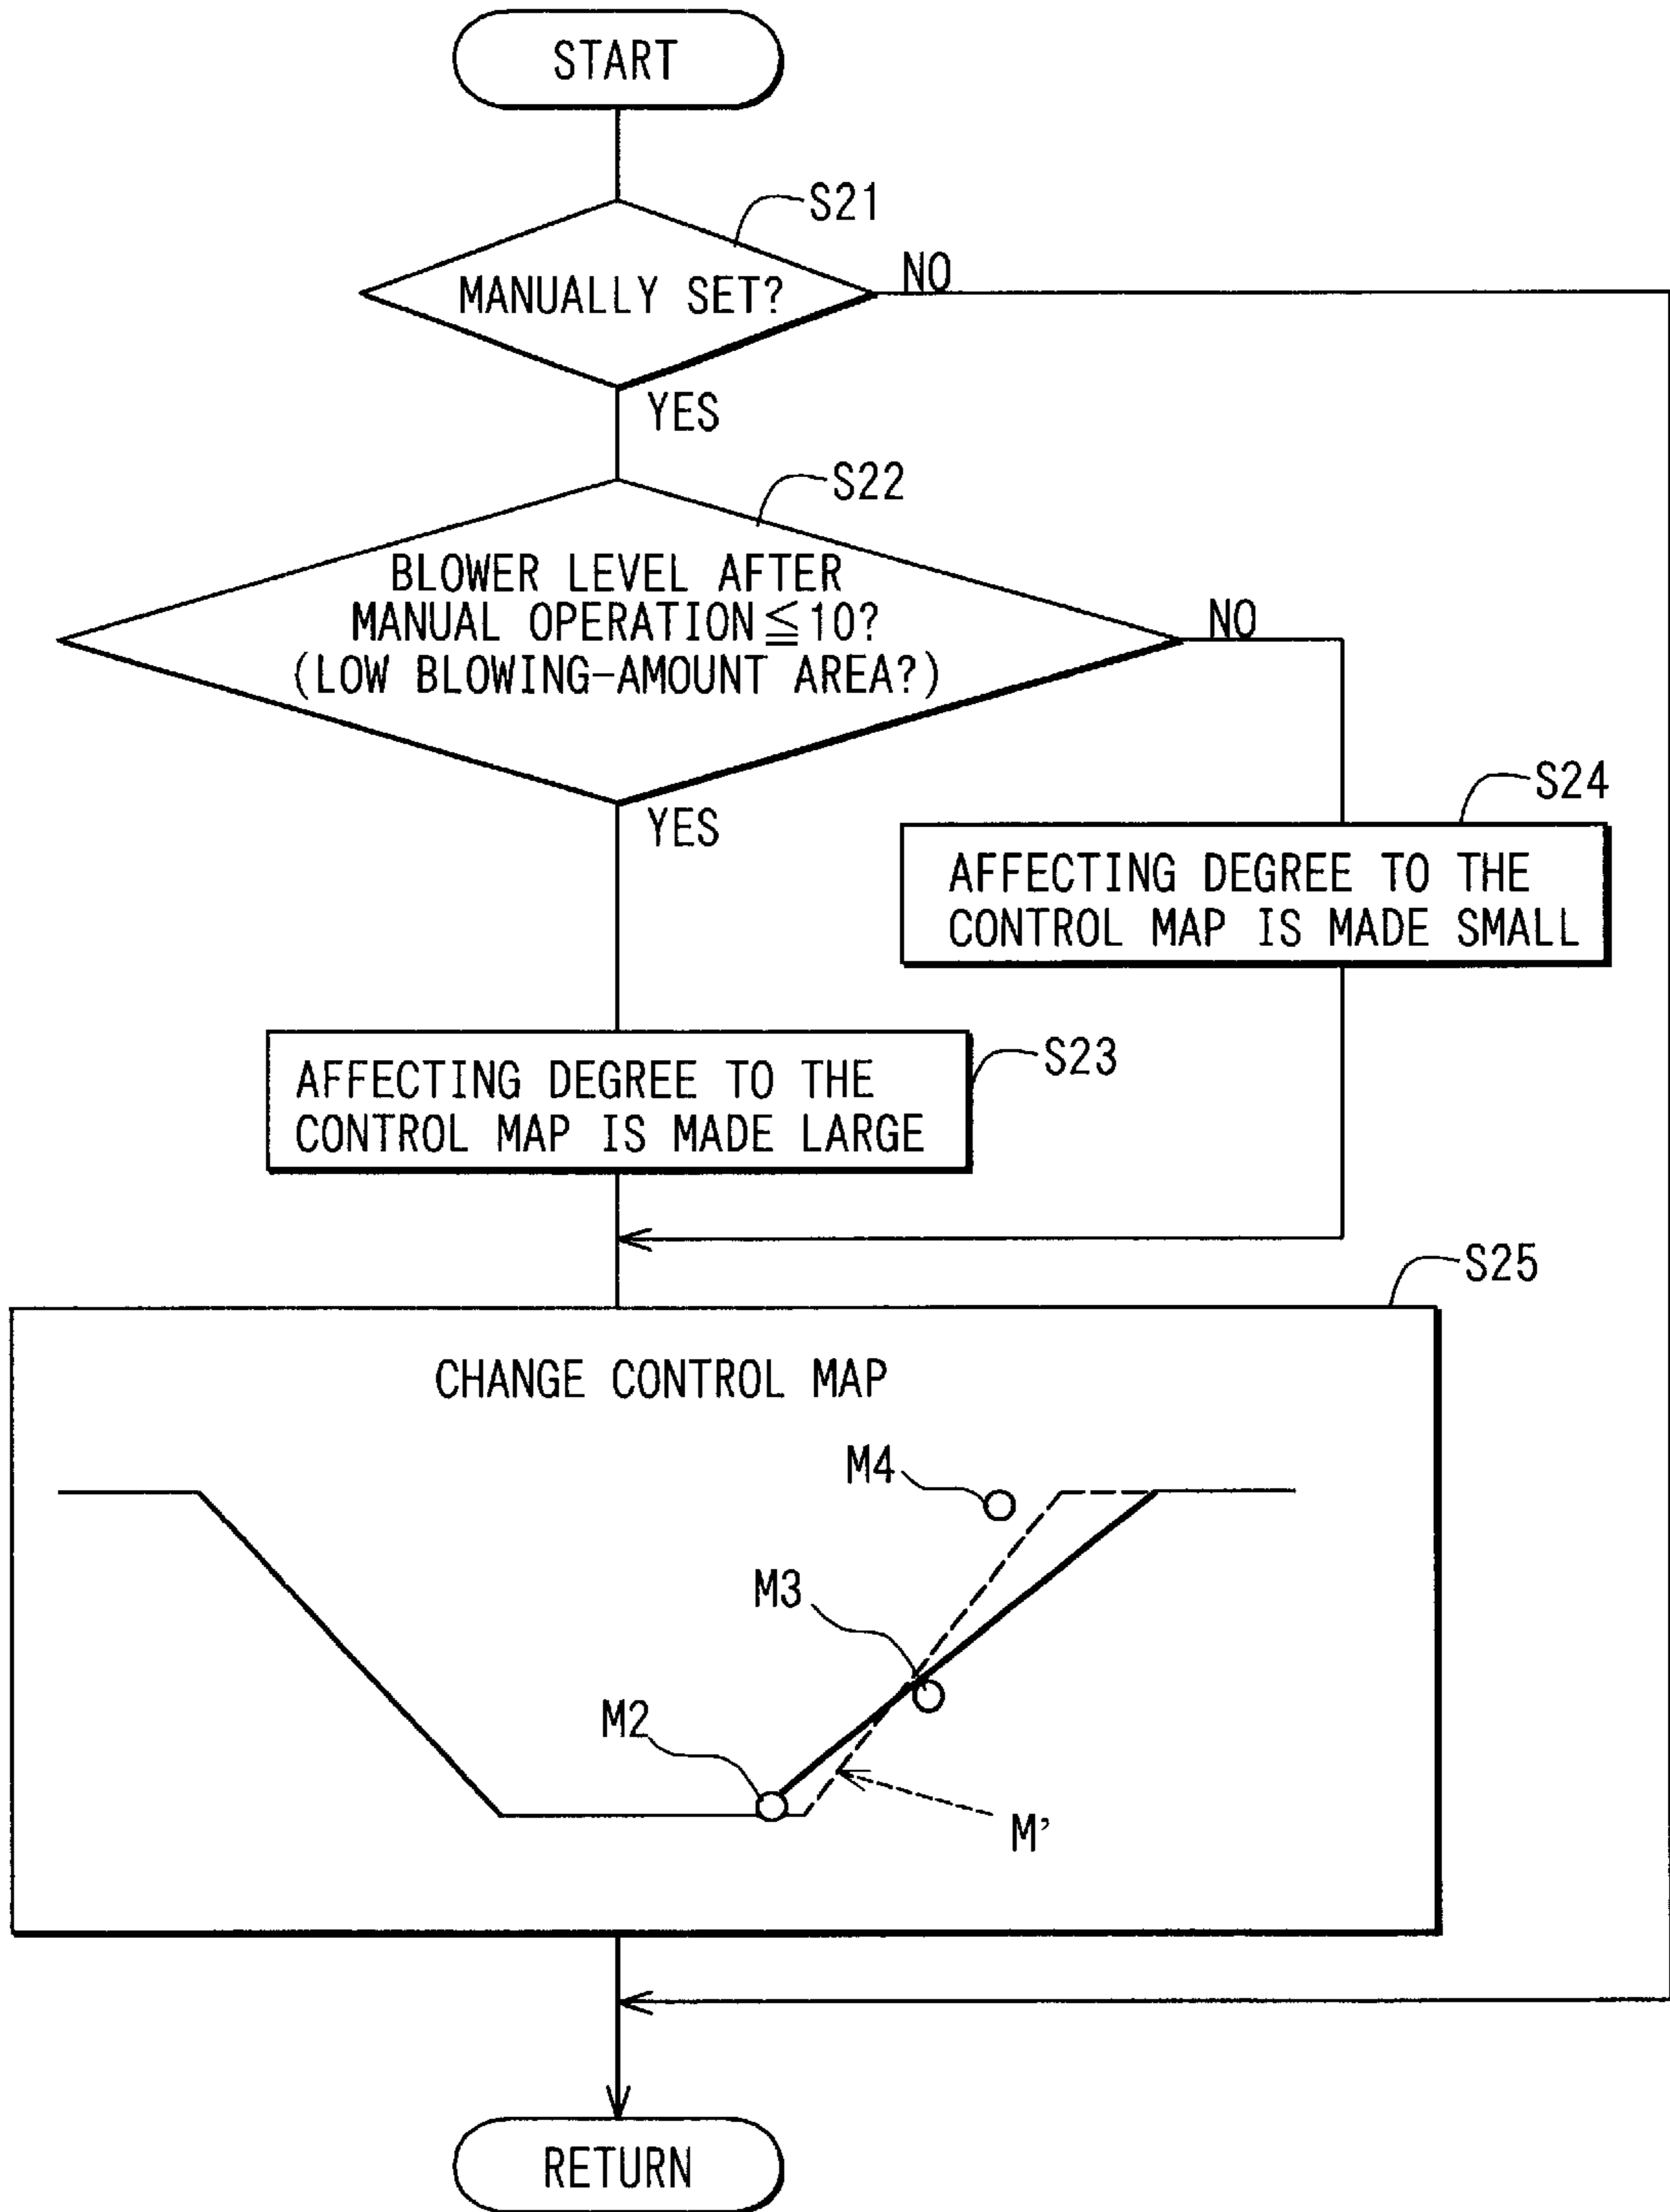 START
S21
MANUALLY SET?
NO
YES
S22
BLOWER LEVEL AFTER
MANUAL OPERATION≦10?
(LOW BLOWING-AMOUNT AREA?)
NO
YES
S24
AFFECTING DEGREE TO THE
CONTROL MAP IS MADE SMALL
S23
AFFECTING DEGREE TO THE
CONTROL MAP IS MADE LARGE
S25
CHANGE CONTROL MAP
M4
M3
M2
M'
RETURN